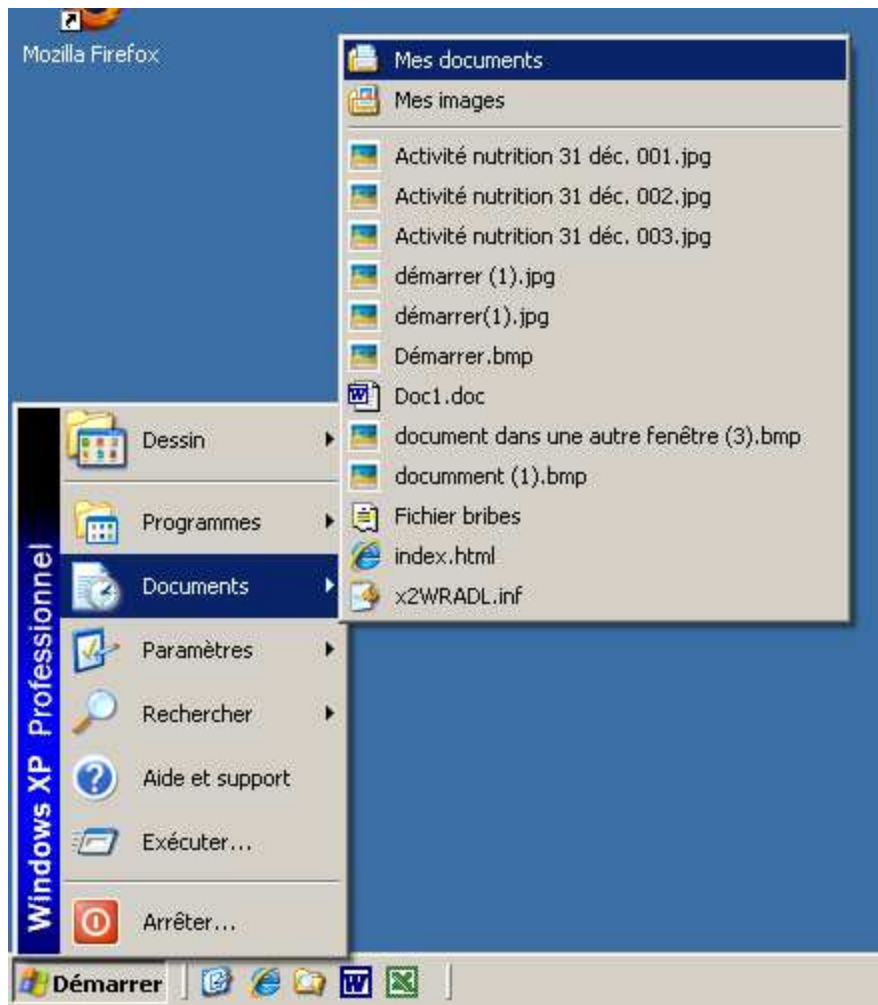 Mozilla Firefox
Mes documents
Mes images
Activité nutrition 31 déc. 001.jpg
Activité nutrition 31 déc. 002.jpg
Activité nutrition 31 déc. 003.jpg
démarrer (1).jpg
démarrer(1).jpg
Démarrer.bmp
Doc1.doc
document dans une autre fenêtre (3).bmp
documment (1).bmp
Fichier bribes
index.html
x2WRADL.inf
Dessin
Programmes
Documents
Paramètres
Rechercher
Aide et support
Exécuter...
Arrêter...
Windows XP Professionnel
Démarrer